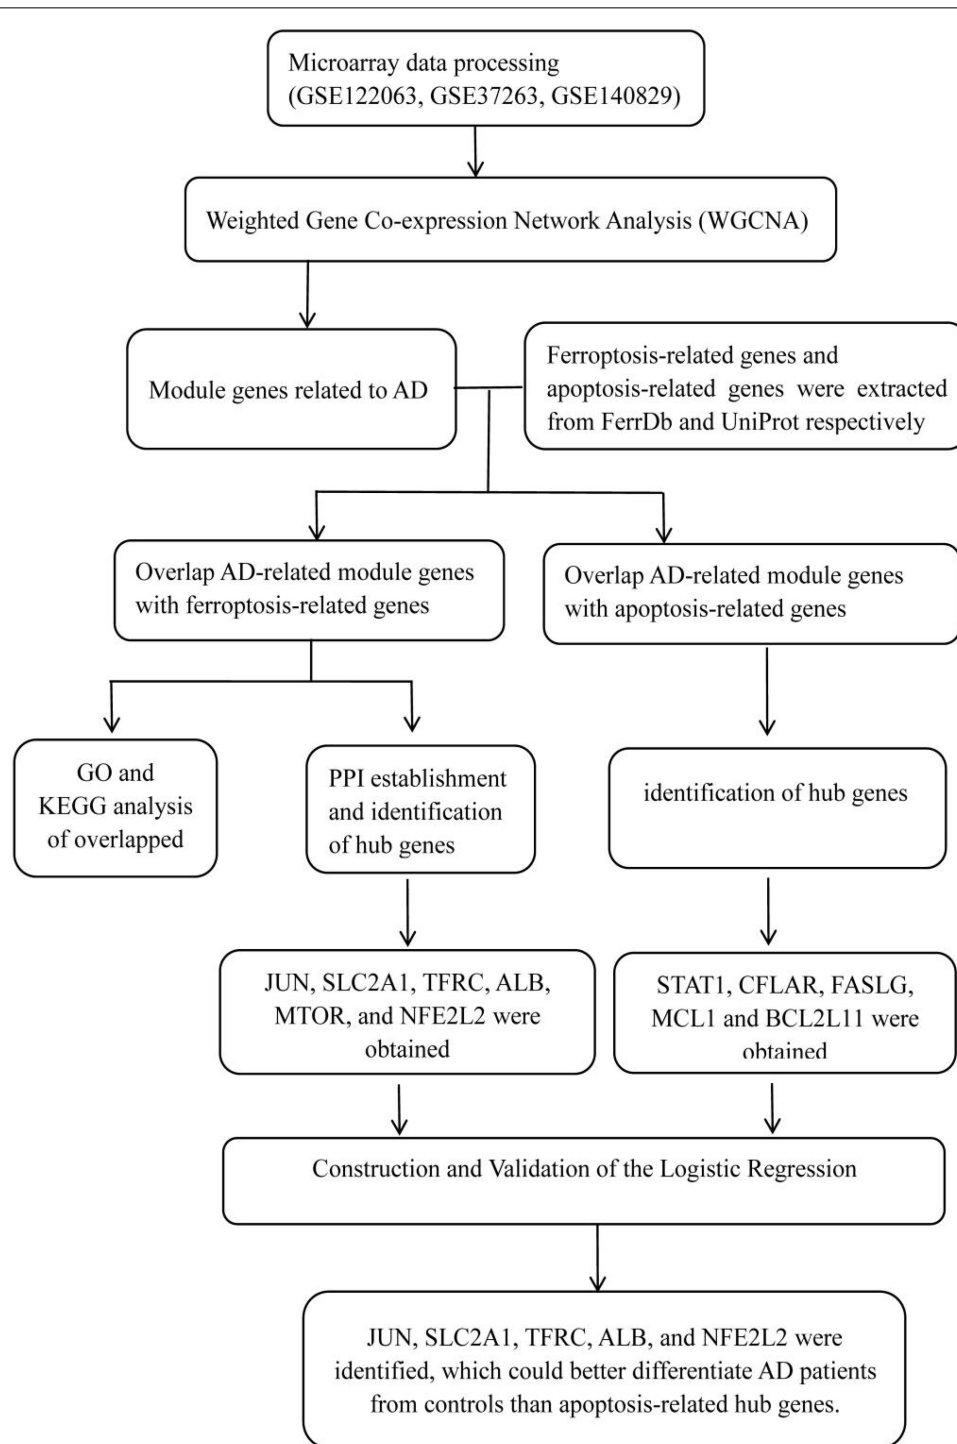 Microarray data processing
(GSE122063, GSE37263, GSE140829)
Weighted Gene Co-expression Network Analysis (WGCNA)
Module genes related to AD
Ferroptosis-related genes and
apoptosis-related genes were extracted
from FerrDb and UniProt respectively
Overlap AD-related module genes
with ferroptosis-related genes
Overlap AD-related module genes
with apoptosis-related genes
GO and
KEGG analysis
of overlapped
PPI establishment
and identification
of hub genes
identification of hub genes
JUN, SLC2A1, TFRC, ALB,
MTOR, and NFE2L2 were
obtained
STAT1, CFLAR, FASLG,
MCL1 and BCL2L11 were
obtained
Construction and Validation of the Logistic Regression
JUN, SLC2A1, TFRC, ALB, and NFE2L2 were
identified, which could better differentiate AD patients
from controls than apoptosis-related hub genes.